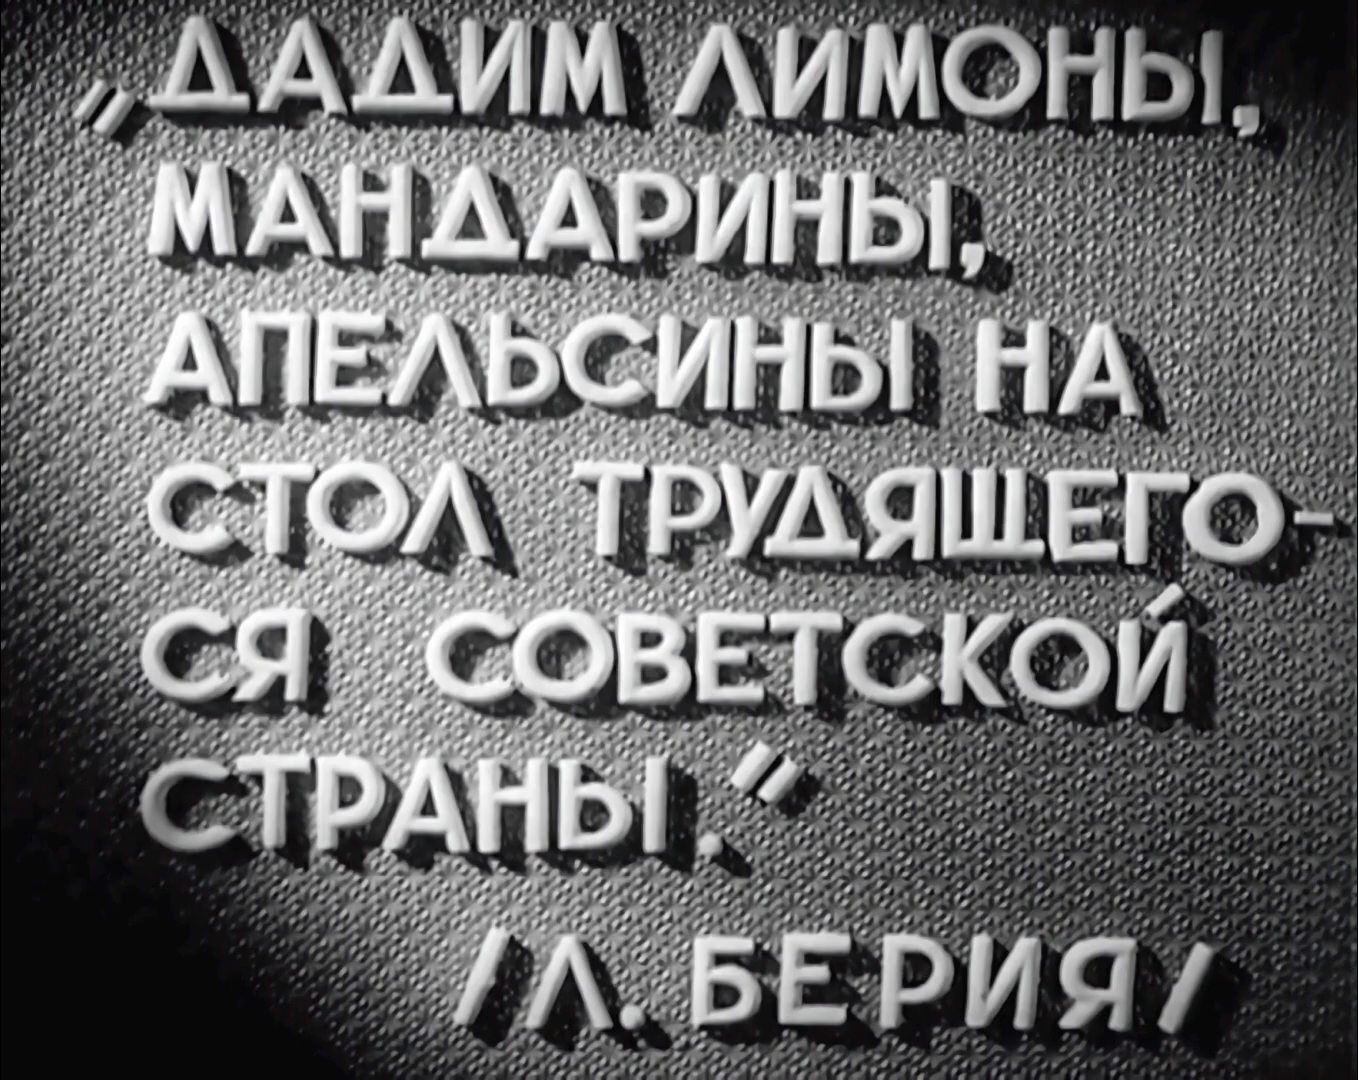 „ДАДИМ ЛИМОНЫ,
МАНДАРИНЫ,
АПЕЛЬСИНЫ НА
СТОЛ ТРУДЯЩЕГО-
СЯ СОВЕТСКОЙ
СТРАНЫ."
/Л. БЕРИЯ/